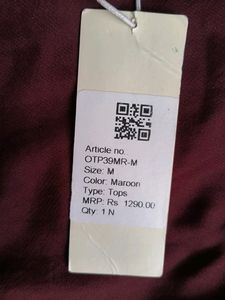 Article no.
OTP39MR-M
Size: M
Color: Maroon
Type: Tops
MRP: Rs. 1290.00
Qty: 1 N